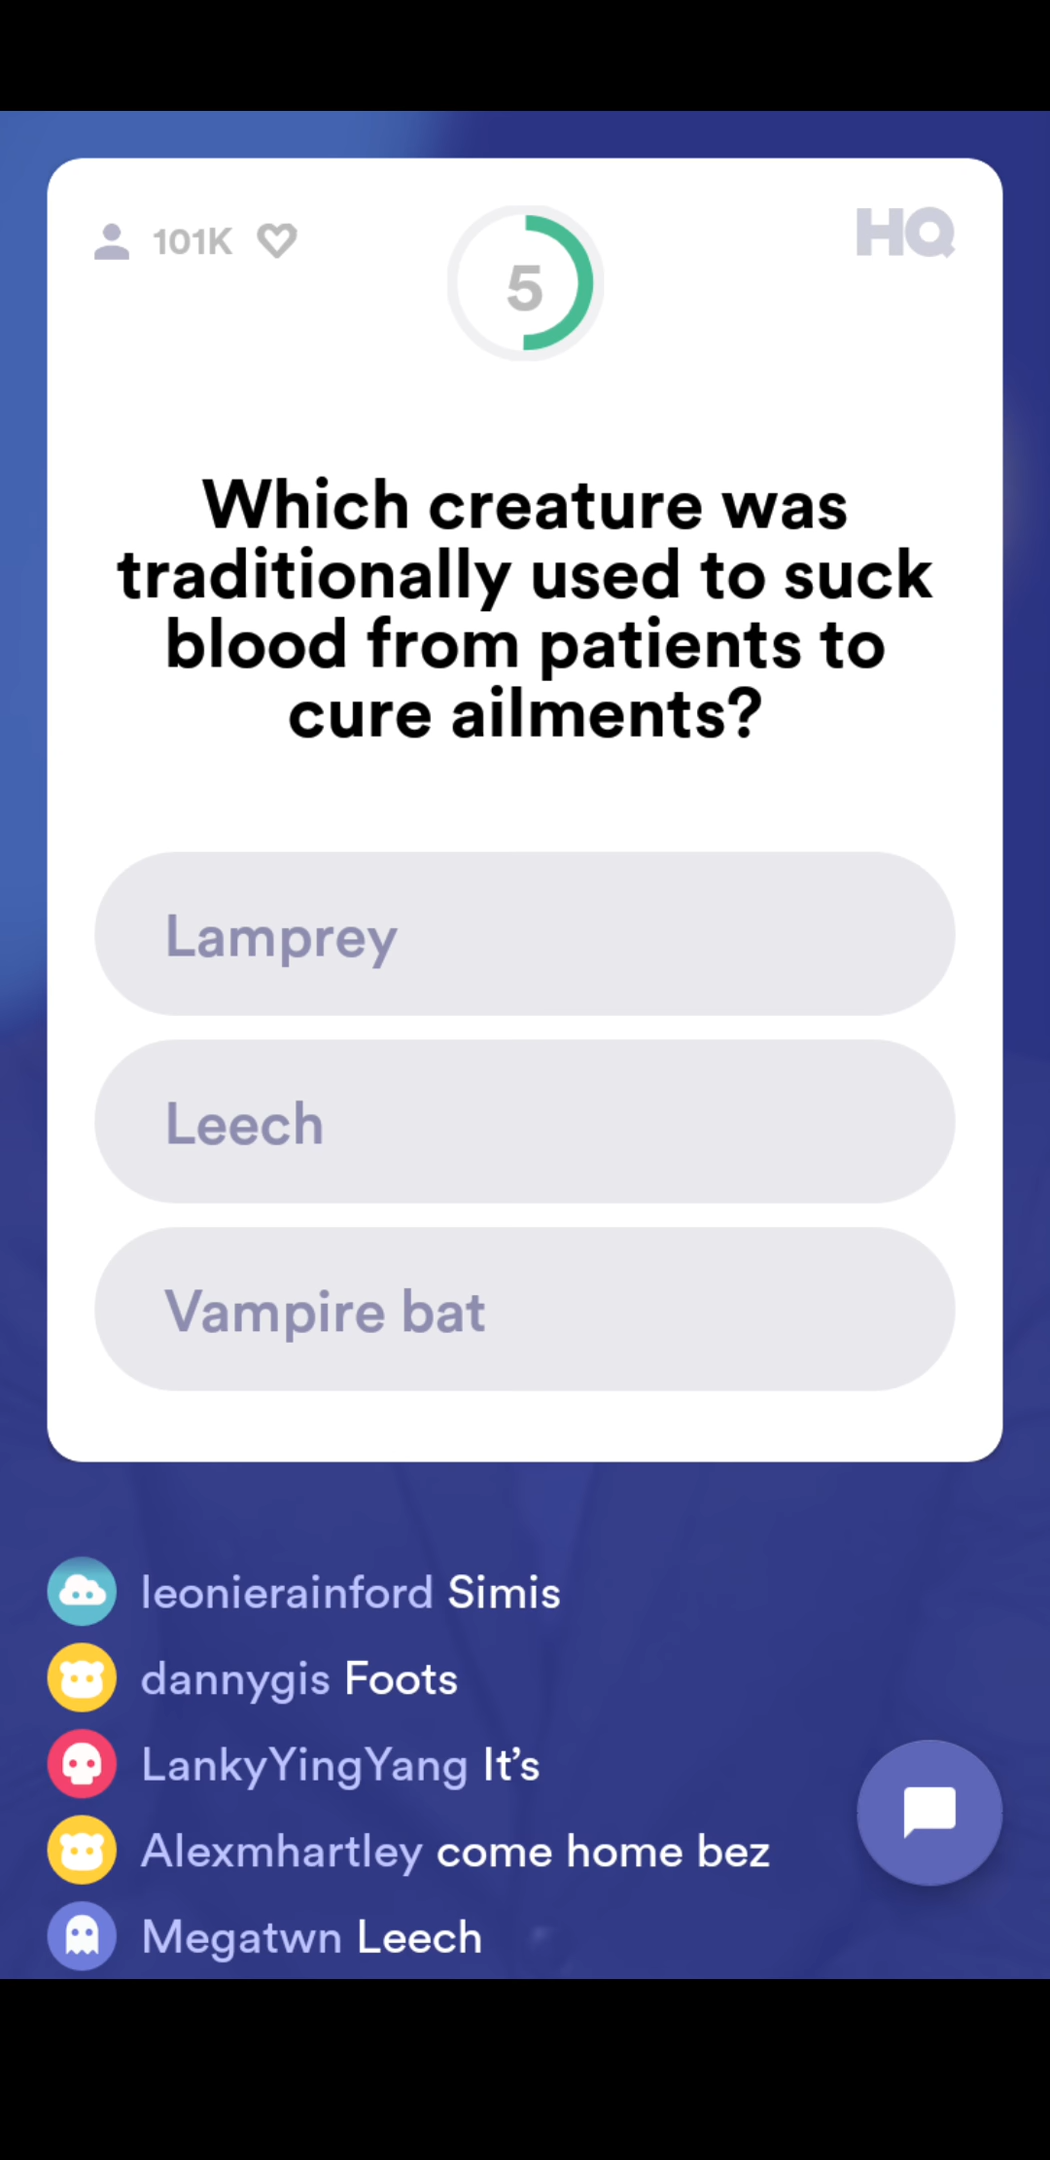 101K
HQ
5
Which creature was
traditionally used to suck
blood from patients to
cure ailments?
Lamprey
Leech
Vampire bat
leonierainford Simis
dannygis Foots
LankyYingYang It’s
Alexmhartley come home bez
Megatwn Leech